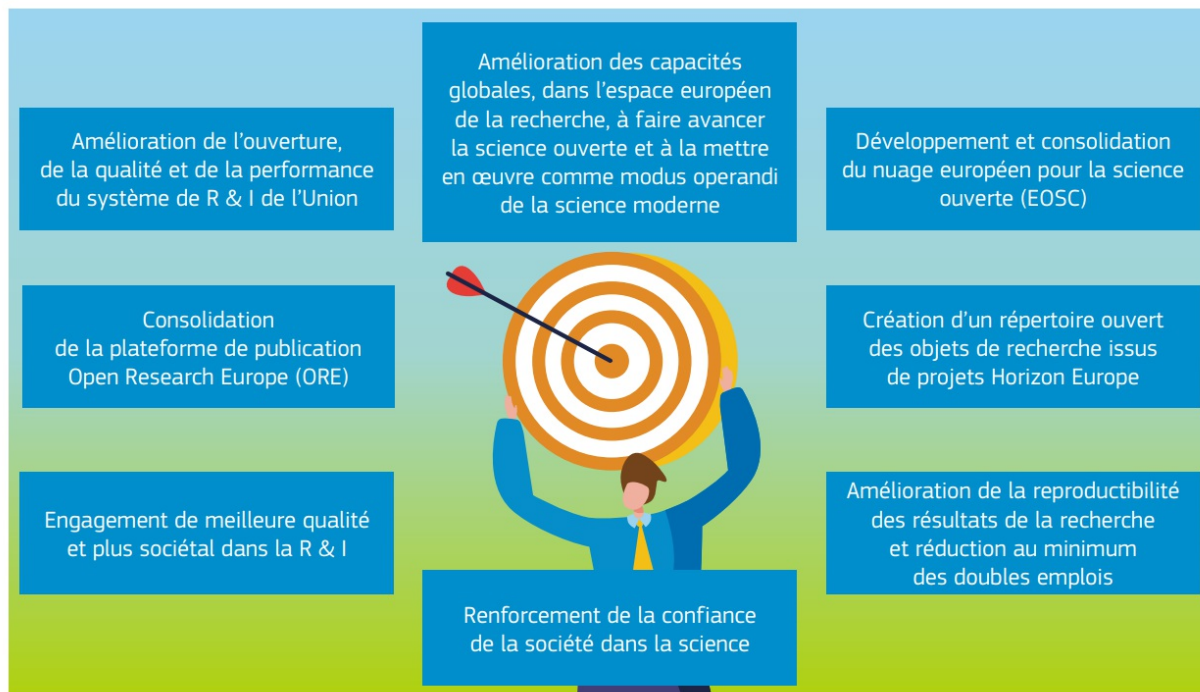 Amélioration des capacités
globales, dans l’espace européen
de la recherche, à faire avancer
la science ouverte et à la mettre
en œuvre comme modus operandi
de la science moderne
Amélioration de l’ouverture,
de la qualité et de la performance
du système de R & I de l’Union
Développement et consolidation
du nuage européen pour la science
ouverte (EOSC)
Consolidation
de la plateforme de publication
Open Research Europe (ORE)
Création d’un répertoire ouvert
des objets de recherche issus
de projets Horizon Europe
Engagement de meilleure qualité
et plus sociétal dans la R & I
Amélioration de la reproductibilité
des résultats de la recherche
et réduction au minimum
des doubles emplois
Renforcement de la confiance
de la société dans la science